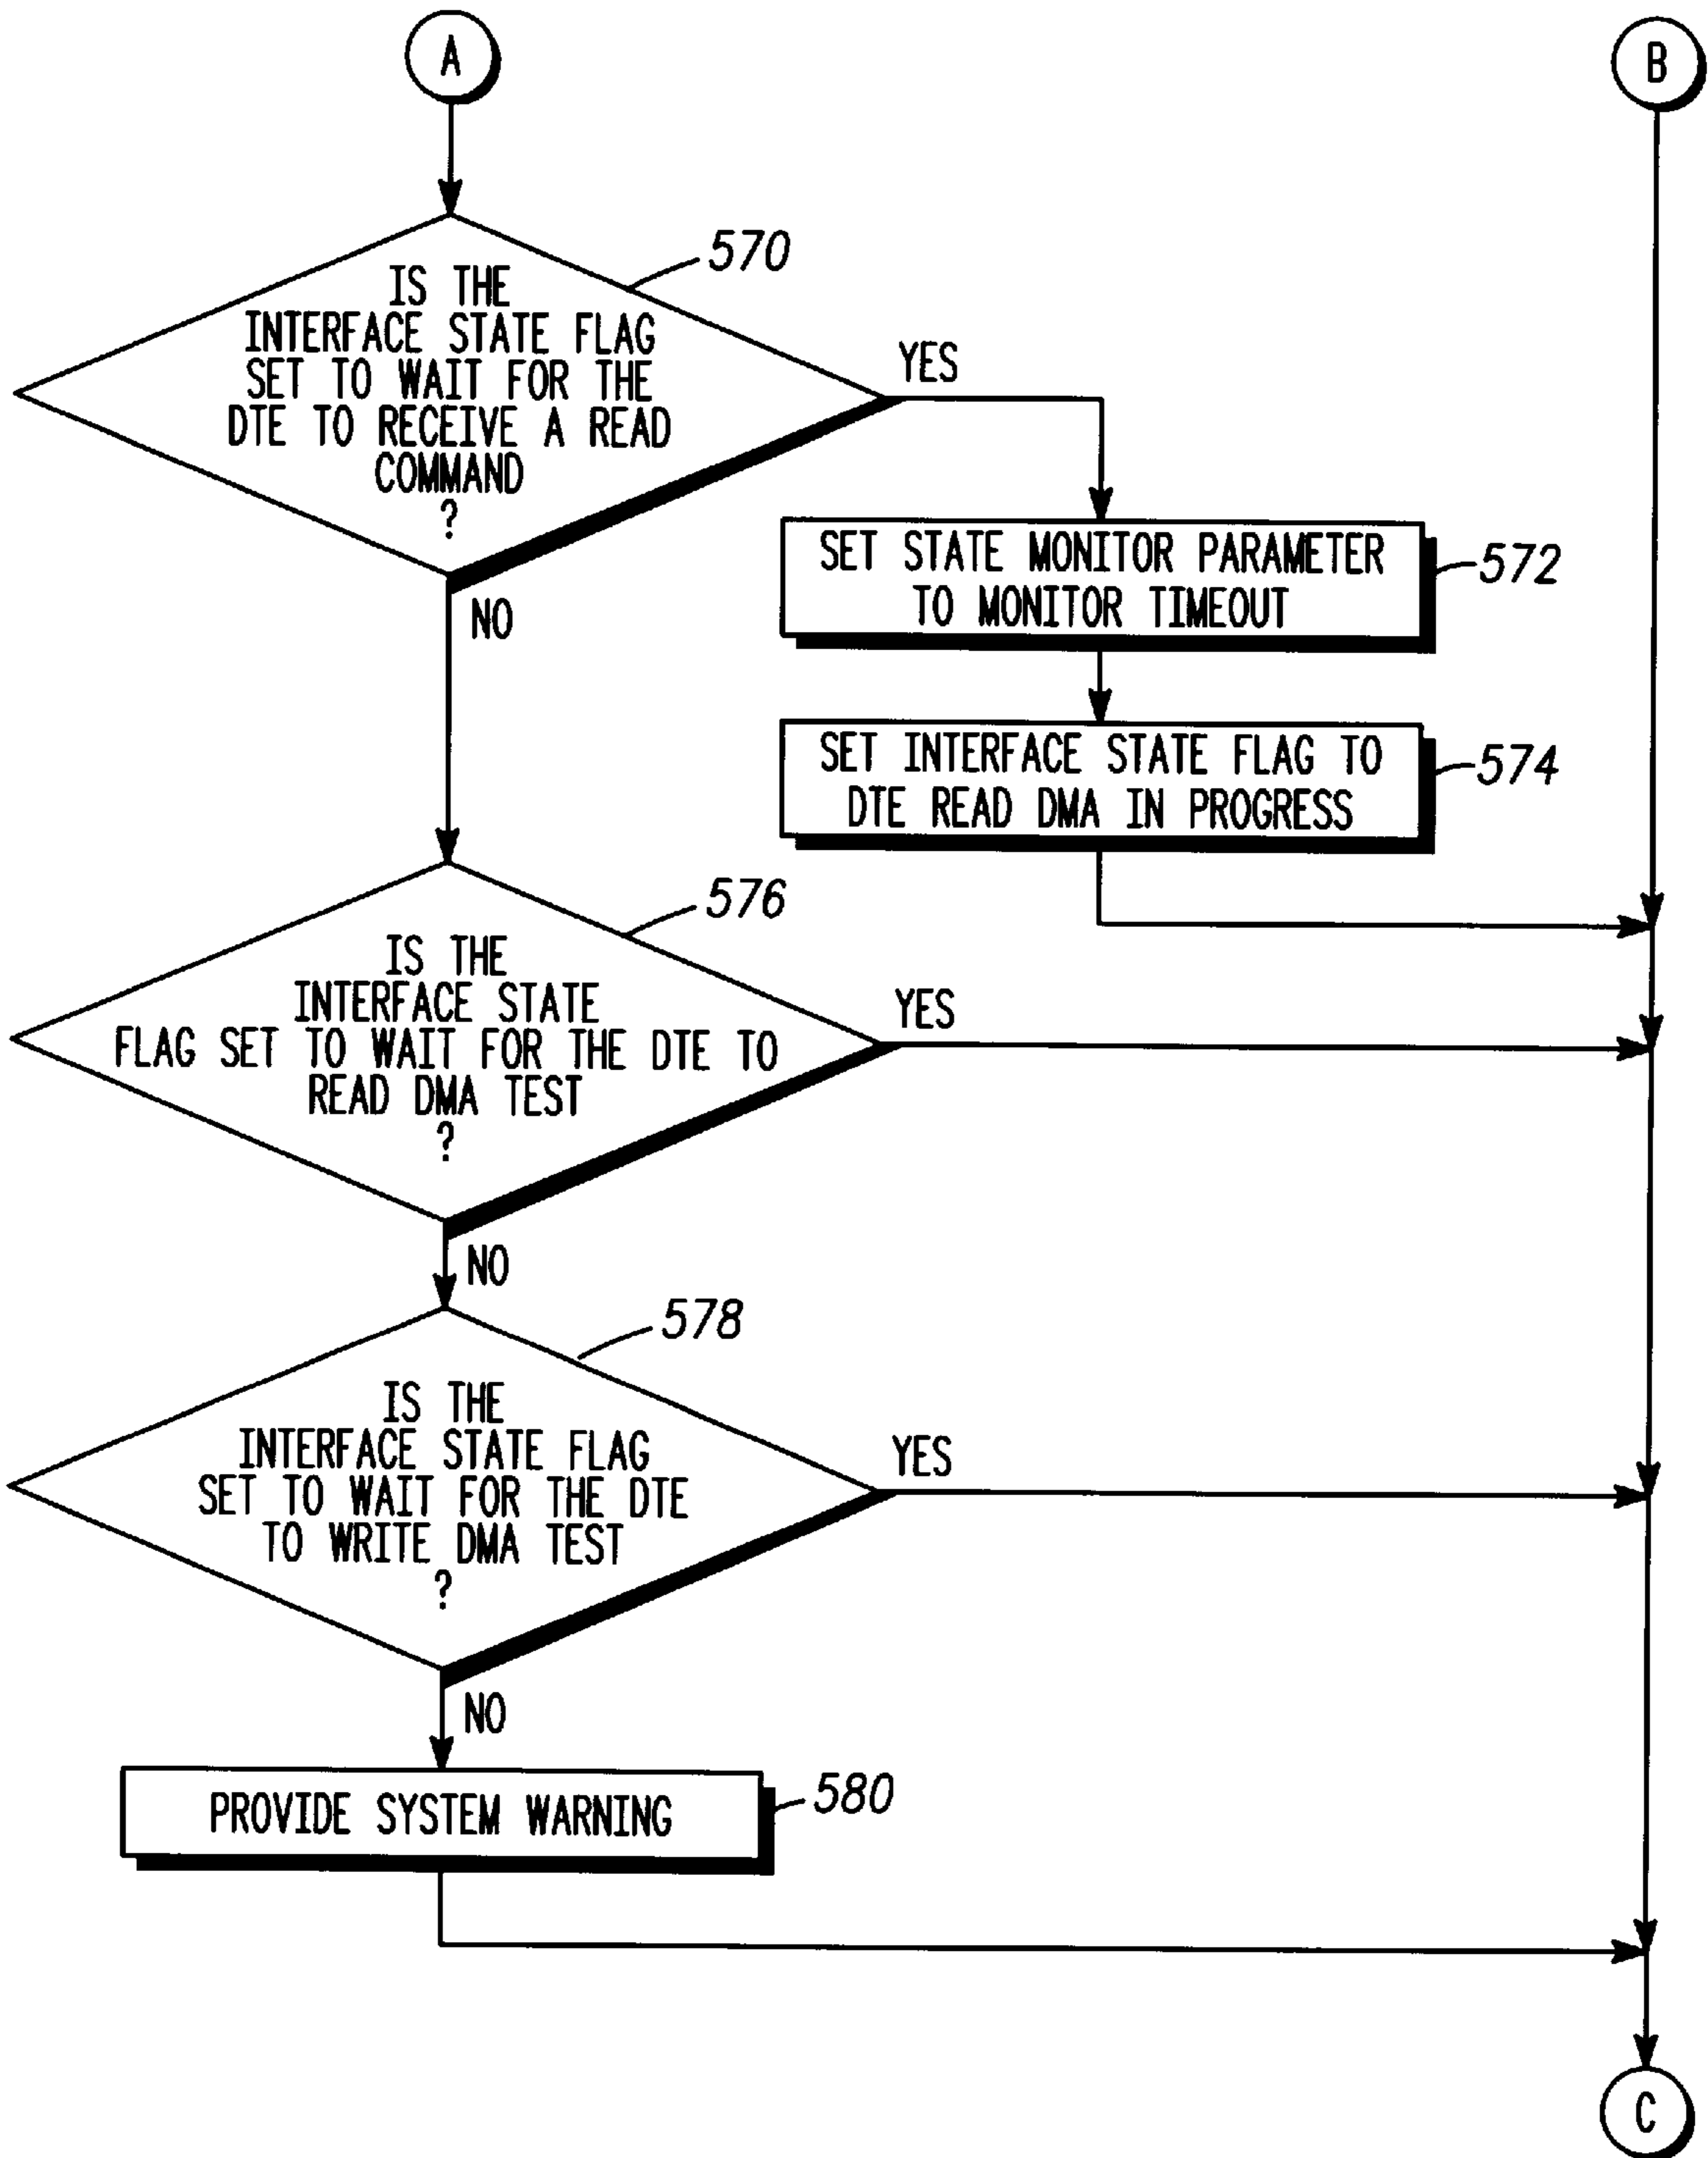 A
B
570
IS THE
INTERFACE STATE FLAG
SET TO WAIT FOR THE
DTE TO RECEIVE A READ
COMMAND
?
YES
NO
SET STATE MONITOR PARAMETER
TO MONITOR TIMEOUT
572
SET INTERFACE STATE FLAG TO
DTE READ DMA IN PROGRESS
574
576
IS THE
INTERFACE STATE
FLAG SET TO WAIT FOR THE DTE TO
READ DMA TEST
?
YES
NO
578
IS THE
INTERFACE STATE FLAG
SET TO WAIT FOR THE DTE
TO WRITE DMA TEST
?
YES
NO
PROVIDE SYSTEM WARNING
580
C